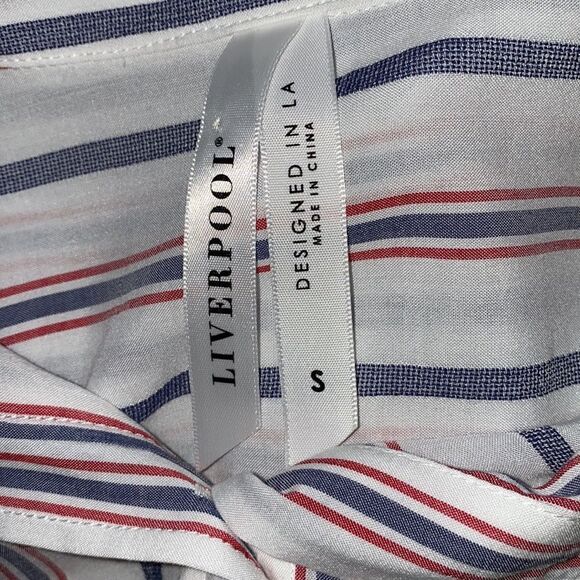 LIVERPOOL®
DESIGNED IN LA
MADE IN CHINA
S